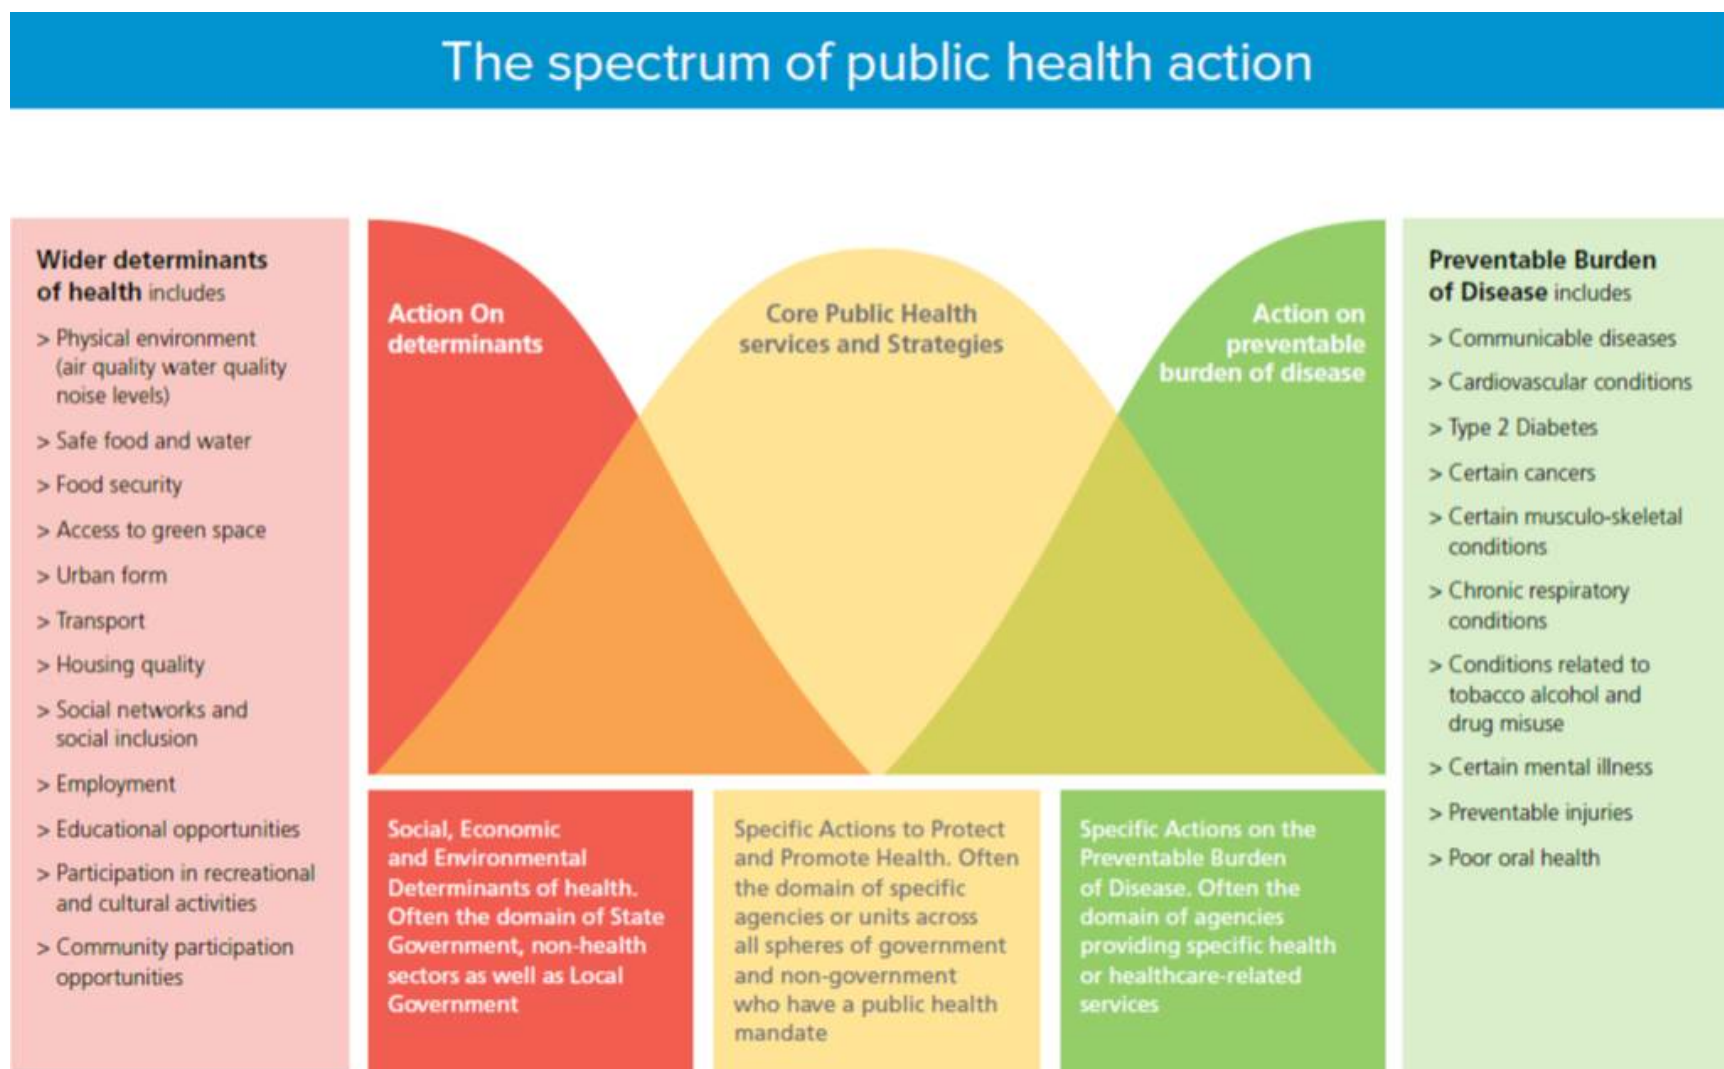 The spectrum of public health action
Wider determinants
of health includes
> Physical environment
(air quality water quality
noise levels)
> Safe food and water
> Food security
> Access to green space
> Urban form
> Transport
> Housing quality
> Social networks and
social inclusion
> Employment
> Educational opportunities
> Participation in recreational
and cultural activities
> Community participation
opportunities
Action On
determinants
Core Public Health
services and Strategies
Action on
preventable
burden of disease
Social, Economic
and Environmental
Determinants of health.
Often the domain of State
Government, non-health
sectors as well as Local
Government
Specific Actions to Protect
and Promote Health. Often
the domain of specific
agencies or units across
all spheres of government
and non-government
who have a public health
mandate
Specific Actions on the
Preventable Burden
of Disease. Often the
domain of agencies
providing specific health
or healthcare-related
services
Preventable Burden
of Disease includes
> Communicable diseases
> Cardiovascular conditions
> Type 2 Diabetes
> Certain cancers
> Certain musculo-skeletal
conditions
> Chronic respiratory
conditions
> Conditions related to
tobacco alcohol and
drug misuse
> Certain mental illness
> Preventable injuries
> Poor oral health